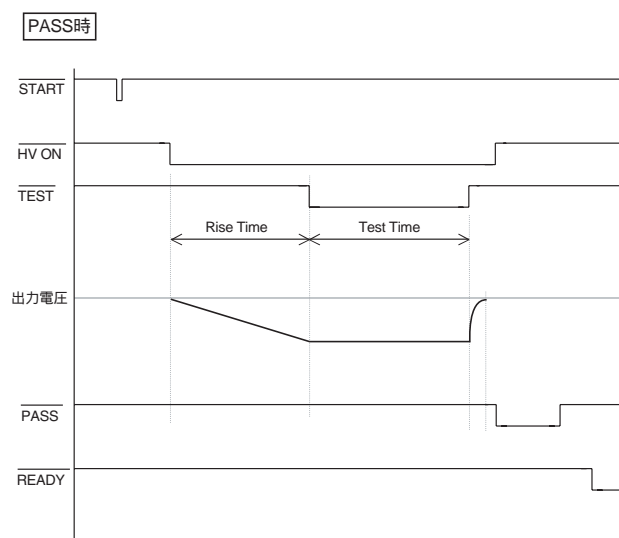 PASS時
START
HV ON
TEST
Rise Time
Test Time
出力電圧
PASS
READY